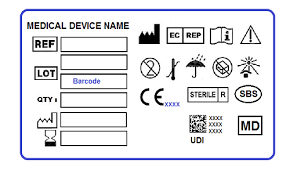 MEDICAL DEVICE NAME
REF
EC REP
LOT
Barcode
QTY :
CE xxxx
STERILE R
SBS
xxxx
xxxx
xxxx
UDI
MD